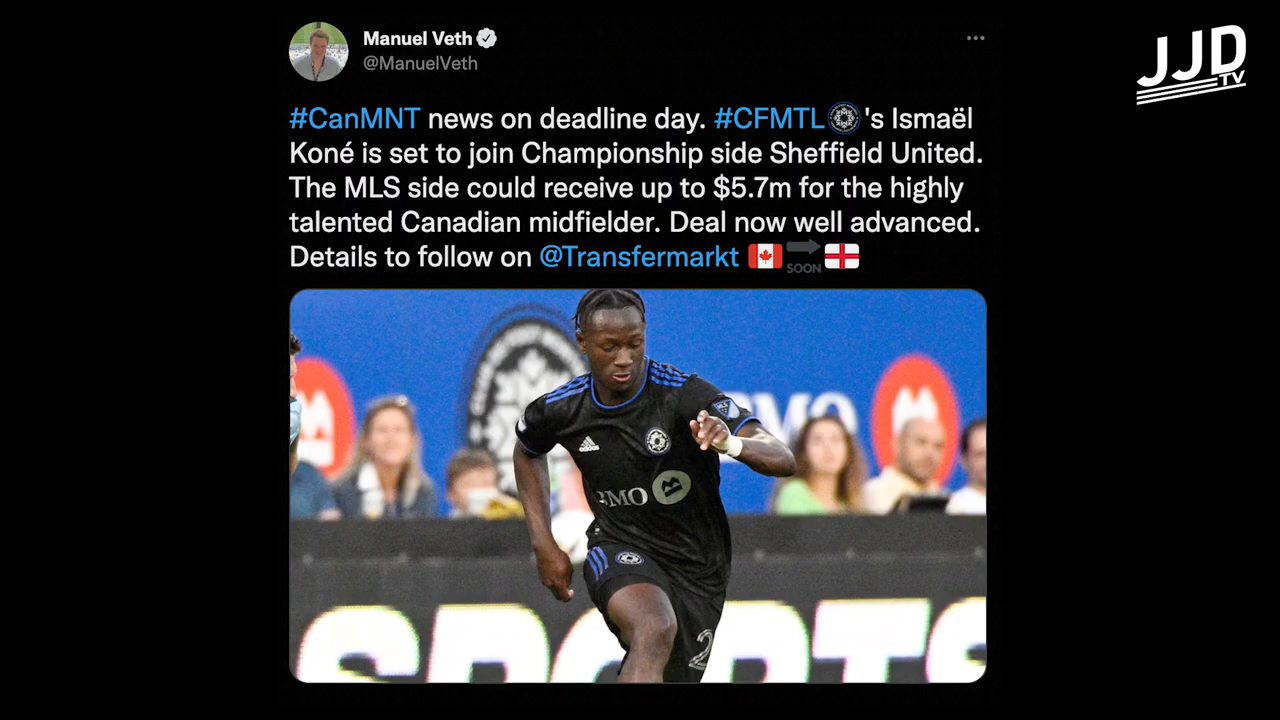 Manuel Veth
@ManuelVeth
JJD
TV
#CanMNT news on deadline day. #CFMTL's Ismaël
Koné is set to join Championship side Sheffield United.
The MLS side could receive up to $5.7m for the highly
talented Canadian midfielder. Deal now well advanced.
Details to follow on @Transfermarkt
SOON
BMO
2
SPORTS